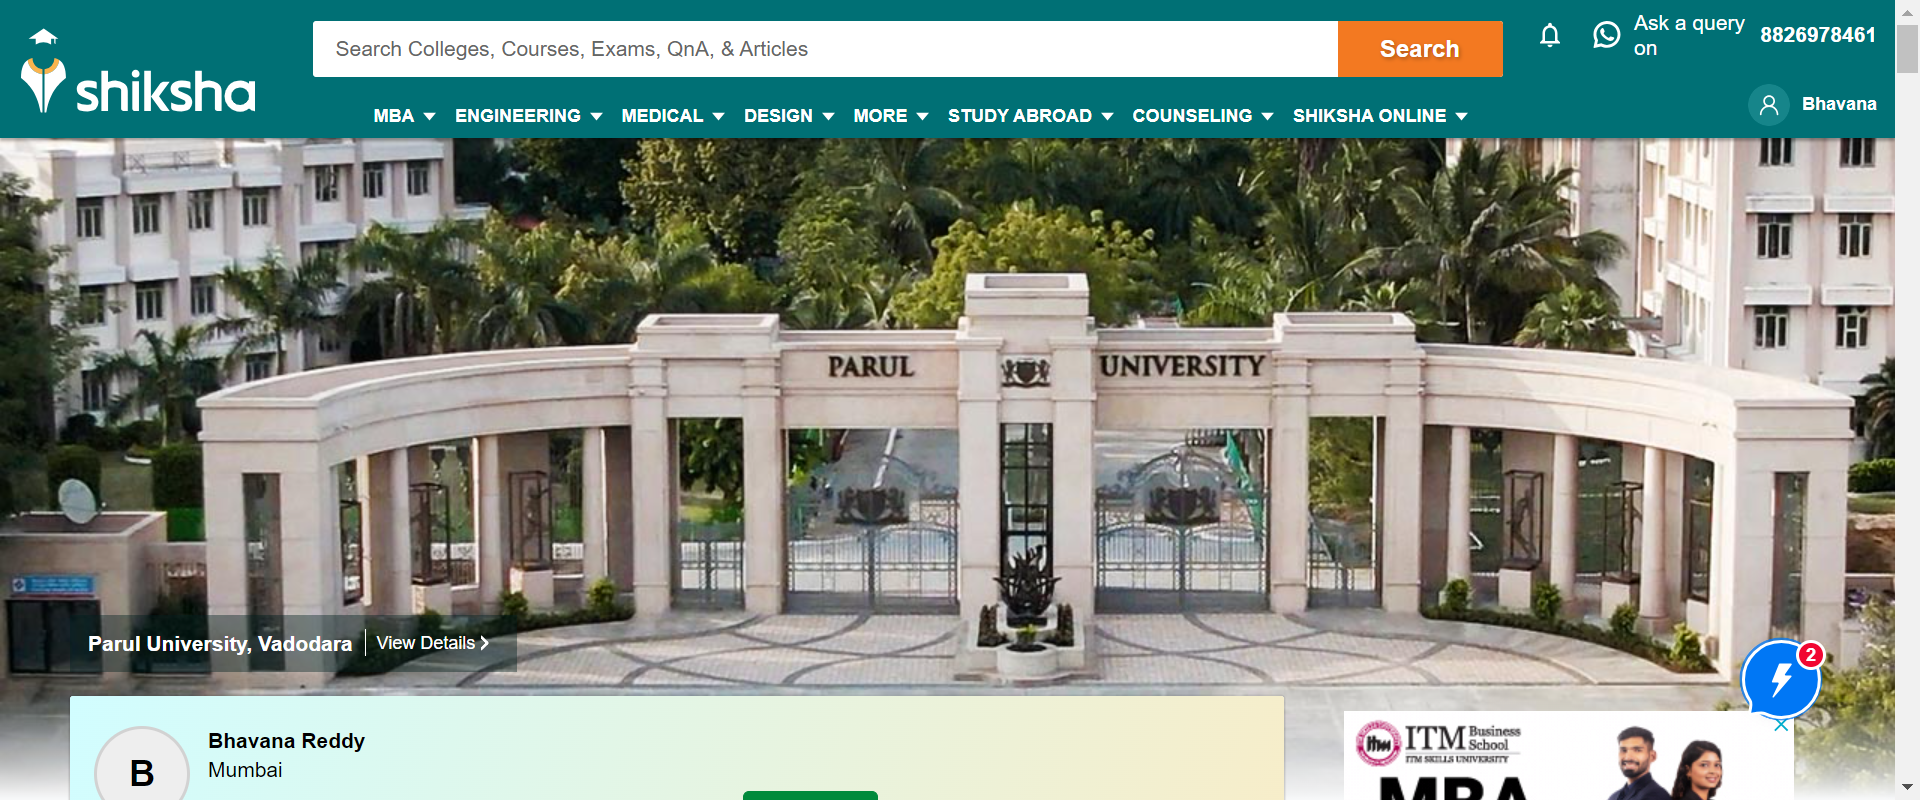 shiksha
Search Colleges, Courses, Exams, QnA, & Articles
Search
Ask a query on
8826978461
MBA
ENGINEERING
MEDICAL
DESIGN
MORE
STUDY ABROAD
COUNSELING
SHIKSHA ONLINE
Bhavana
PARUL UNIVERSITY
Parul University, Vadodara
View Details
2
B
Bhavana Reddy
Mumbai
itm
ITM Business School
ITM SKILLS UNIVERSITY
MBA